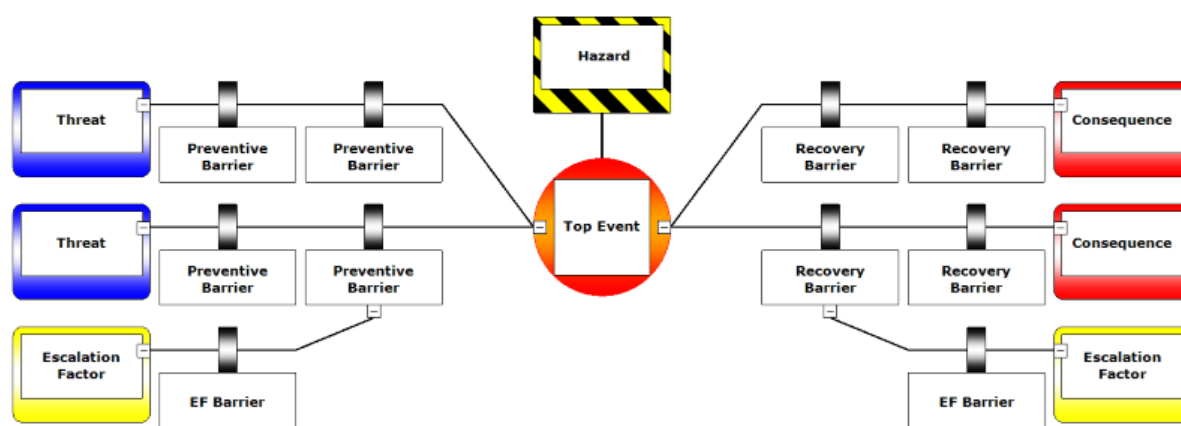 Hazard
Threat
Preventive
Barrier
Preventive
Barrier
Recovery
Barrier
Recovery
Barrier
Consequence
Top Event
Threat
Preventive
Barrier
Preventive
Barrier
Recovery
Barrier
Recovery
Barrier
Consequence
Escalation
Factor
EF Barrier
EF Barrier
Escalation
Factor